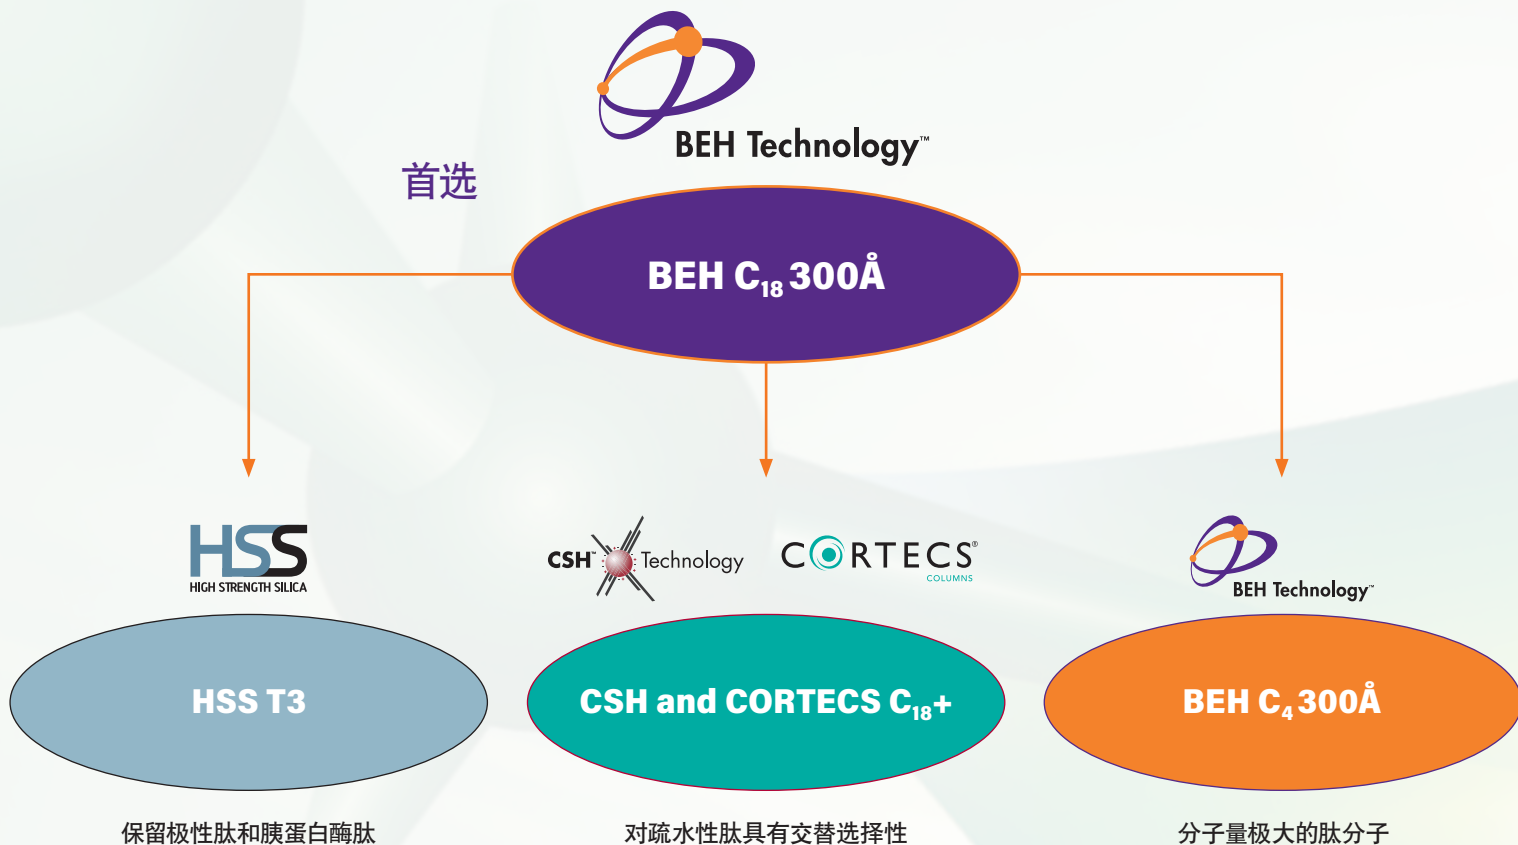 BEH Technology™
首选
BEH C₁₈ 300Å
HSS
HIGH STRENGTH SILICA
CSH™ Technology
CORTECS®
COLUMNS
BEH Technology™
HSS T3
CSH and CORTECS C₁₈+
BEH C₄ 300Å
保留极性肽和胰蛋白酶肽
对疏水性肽具有交替选择性
分子量极大的肽分子